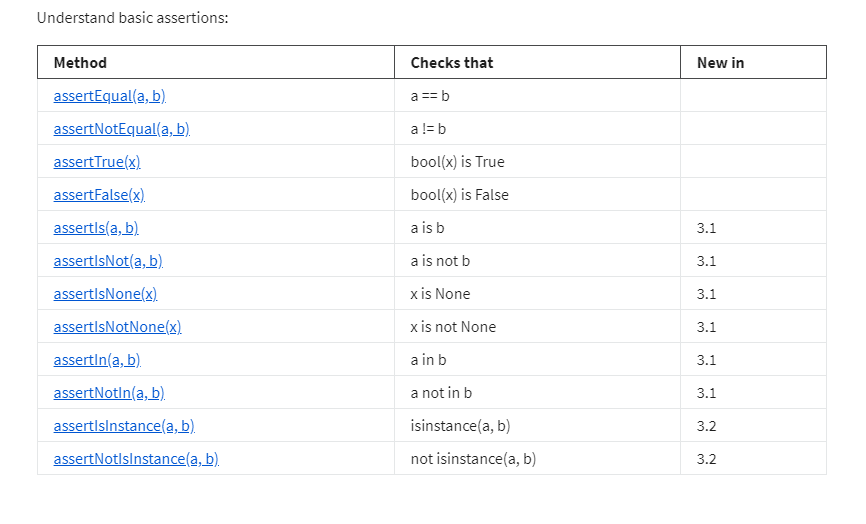 Understand basic assertions:
Method Checks that New in
assertEqual(a, b) a == b
assertNotEqual(a, b) a != b
assertTrue(x) bool(x) is True
assertFalse(x) bool(x) is False
assertIs(a, b) a is b 3.1
assertIsNot(a, b) a is not b 3.1
assertIsNone(x) x is None 3.1
assertIsNotNone(x) x is not None 3.1
assertIn(a, b) a in b 3.1
assertNotIn(a, b) a not in b 3.1
assertIsInstance(a, b) isinstance(a, b) 3.2
assertNotIsInstance(a, b) not isinstance(a, b) 3.2